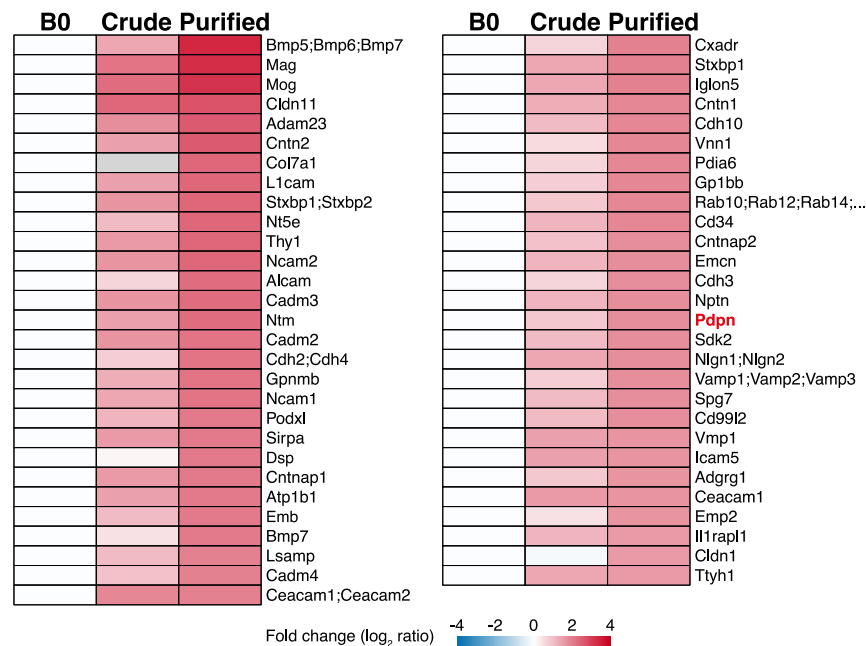 B0 Crude Purified
Bmp5;Bmp6;Bmp7
Mag
Mog
Cldn11
Adam23
Cntn2
Col7a1
L1cam
Stxbp1;Stxbp2
Nt5e
Thy1
Ncam2
Alcam
Cadm3
Ntm
Cadm2
Cdh2;Cdh4
Gpnmb
Ncam1
Podxl
Sirpa
Dsp
Cntnap1
Atp1b1
Emb
Bmp7
Lsamp
Cadm4
Ceacam1;Ceacam2
B0 Crude Purified
Cxadr
Stxbp1
Iglon5
Cntn1
Cdh10
Vnn1
Pdia6
Gp1bb
Rab10;Rab12;Rab14;...
Cd34
Cntnap2
Emcn
Cdh3
Nptn
Pdpn
Sdk2
Nlgn1;Nlgn2
Vamp1;Vamp2;Vamp3
Spg7
Cd99l2
Vmp1
Icam5
Adgrg1
Ceacam1
Emp2
Il1rapl1
Cldn1
Ttyh1
Fold change (log₂ ratio)
-4 -2 0 2 4